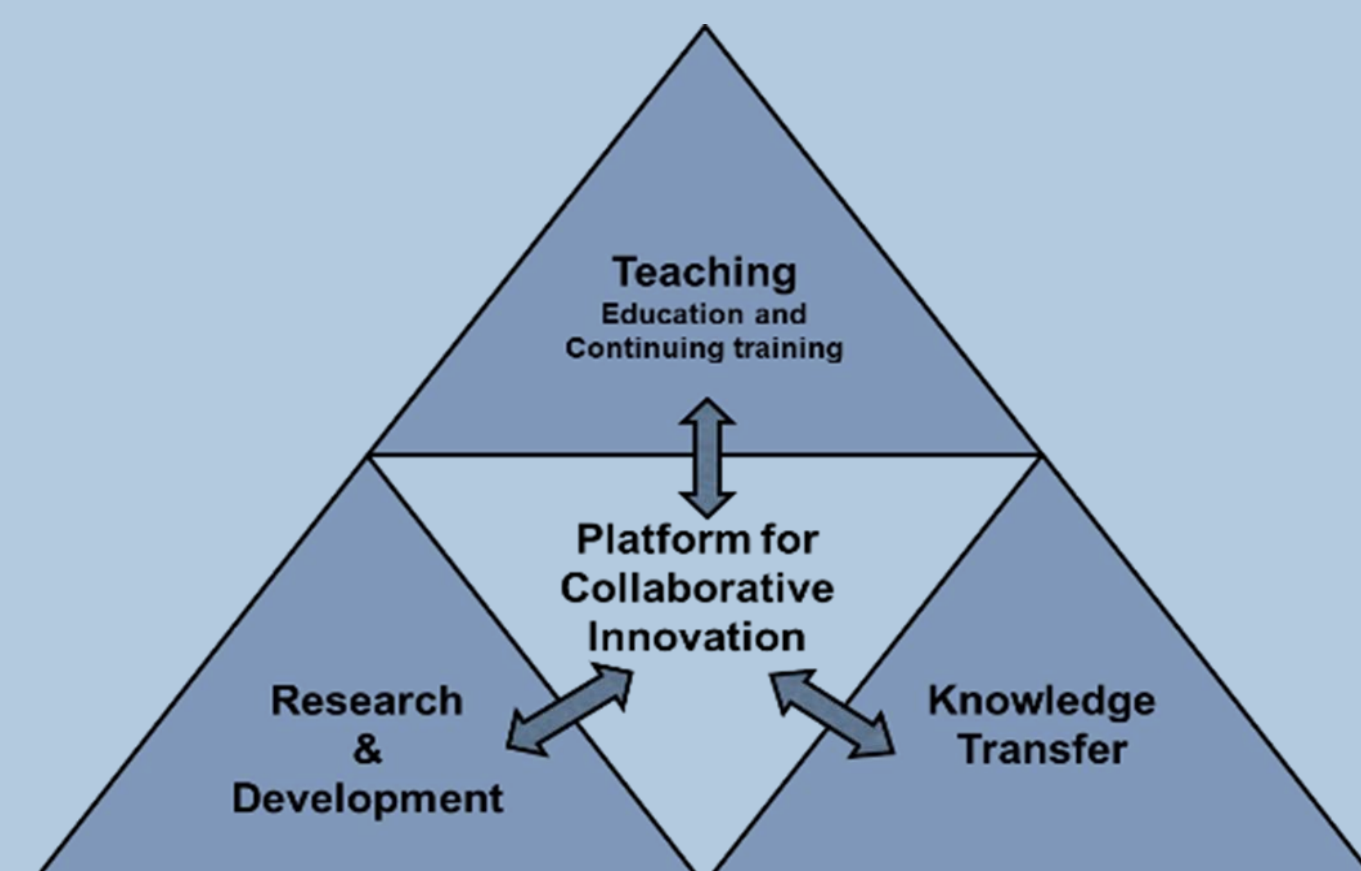 Teaching
Education and
Continuing training
Platform for
Collaborative
Innovation
Research
&
Development
Knowledge
Transfer